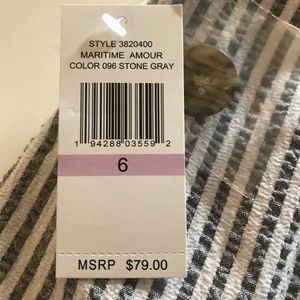 STYLE 3820400
MARITIME AMOUR
COLOR 096 STONE GRAY
1 94288 03559 2
6
MSRP $79.00